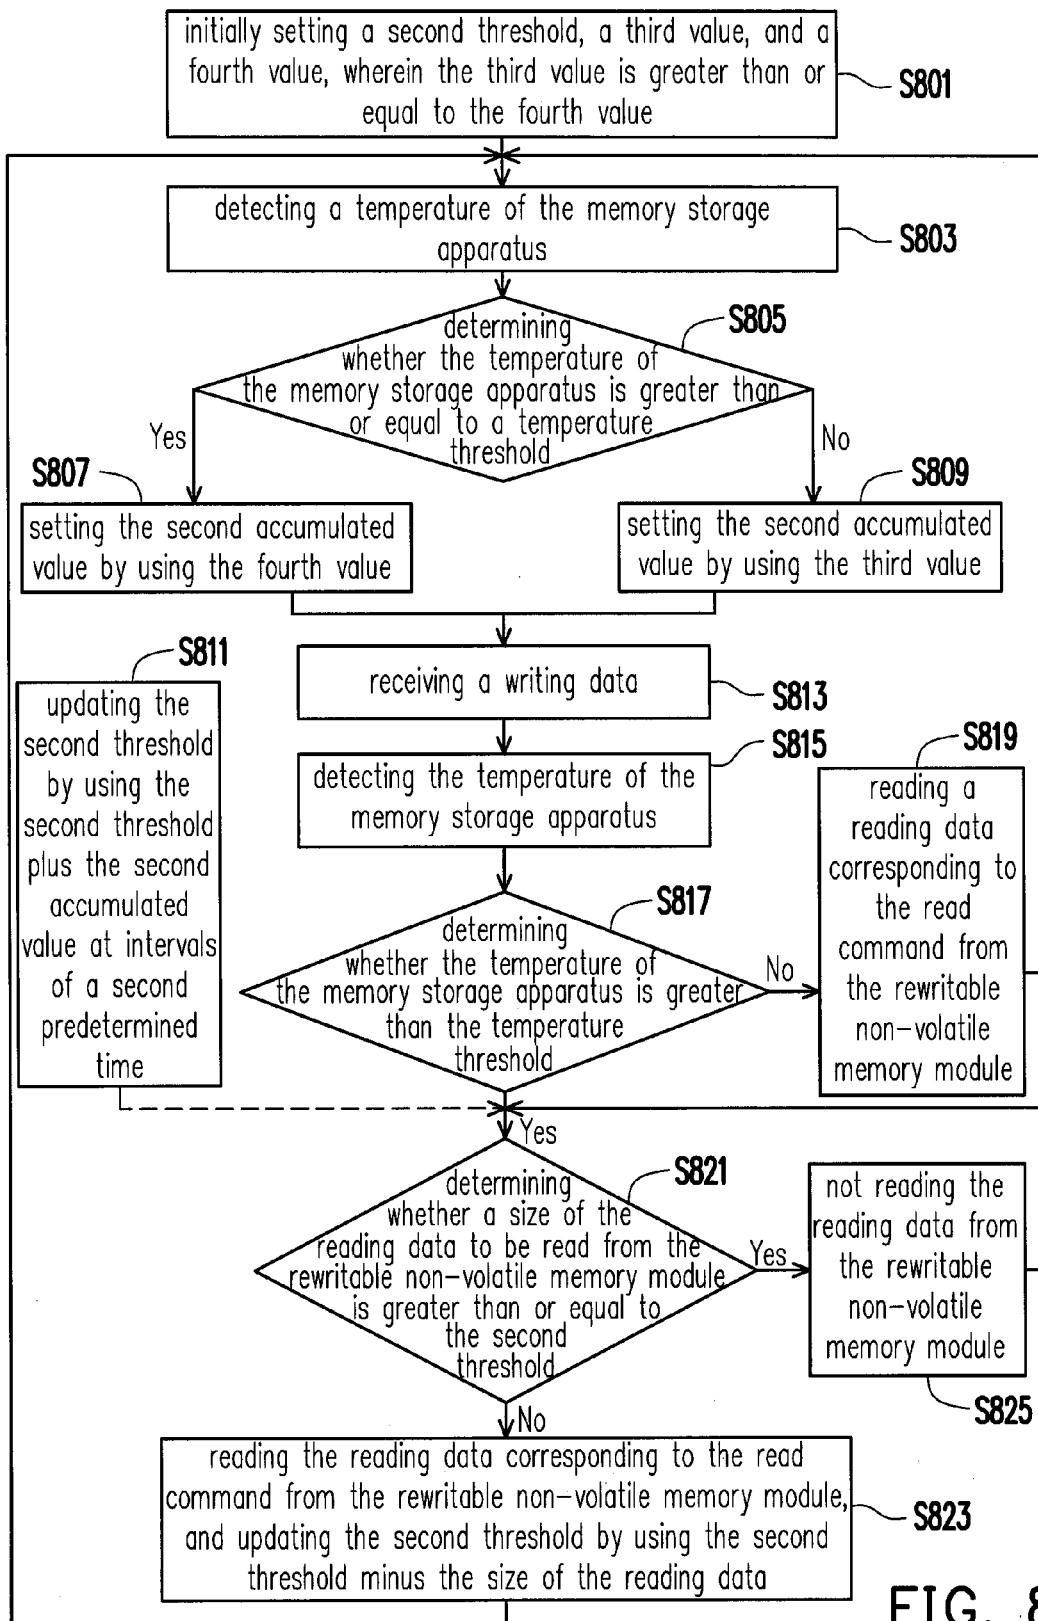 initially setting a second threshold, a third value, and a
fourth value, wherein the third value is greater than or
equal to the fourth value
S801
detecting a temperature of the memory storage
apparatus
S803
determining
whether the temperature of
the memory storage apparatus is greater than
or equal to a temperature
threshold
S805
Yes
No
S807
setting the second accumulated
value by using the fourth value
S809
setting the second accumulated
value by using the third value
S811
updating the
second threshold
by using the
second threshold
plus the second
accumulated
value at intervals
of a second
predetermined
time
receiving a writing data
S813
S815
detecting the temperature of the
memory storage apparatus
S817
determining
whether the temperature of
the memory storage apparatus is greater
than the temperature
threshold
No
S819
reading a
reading data
corresponding to
the read
command from
the rewritable
non-volatile
memory module
Yes
S821
determining
whether a size of the
reading data to be read from the
rewritable non-volatile memory module
is greater than or equal to
the second
threshold
Yes
not reading the
reading data from
the rewritable
non-volatile
memory module
S825
No
reading the reading data corresponding to the read
command from the rewritable non-volatile memory module,
and updating the second threshold by using the second
threshold minus the size of the reading data
S823
FIG. 8